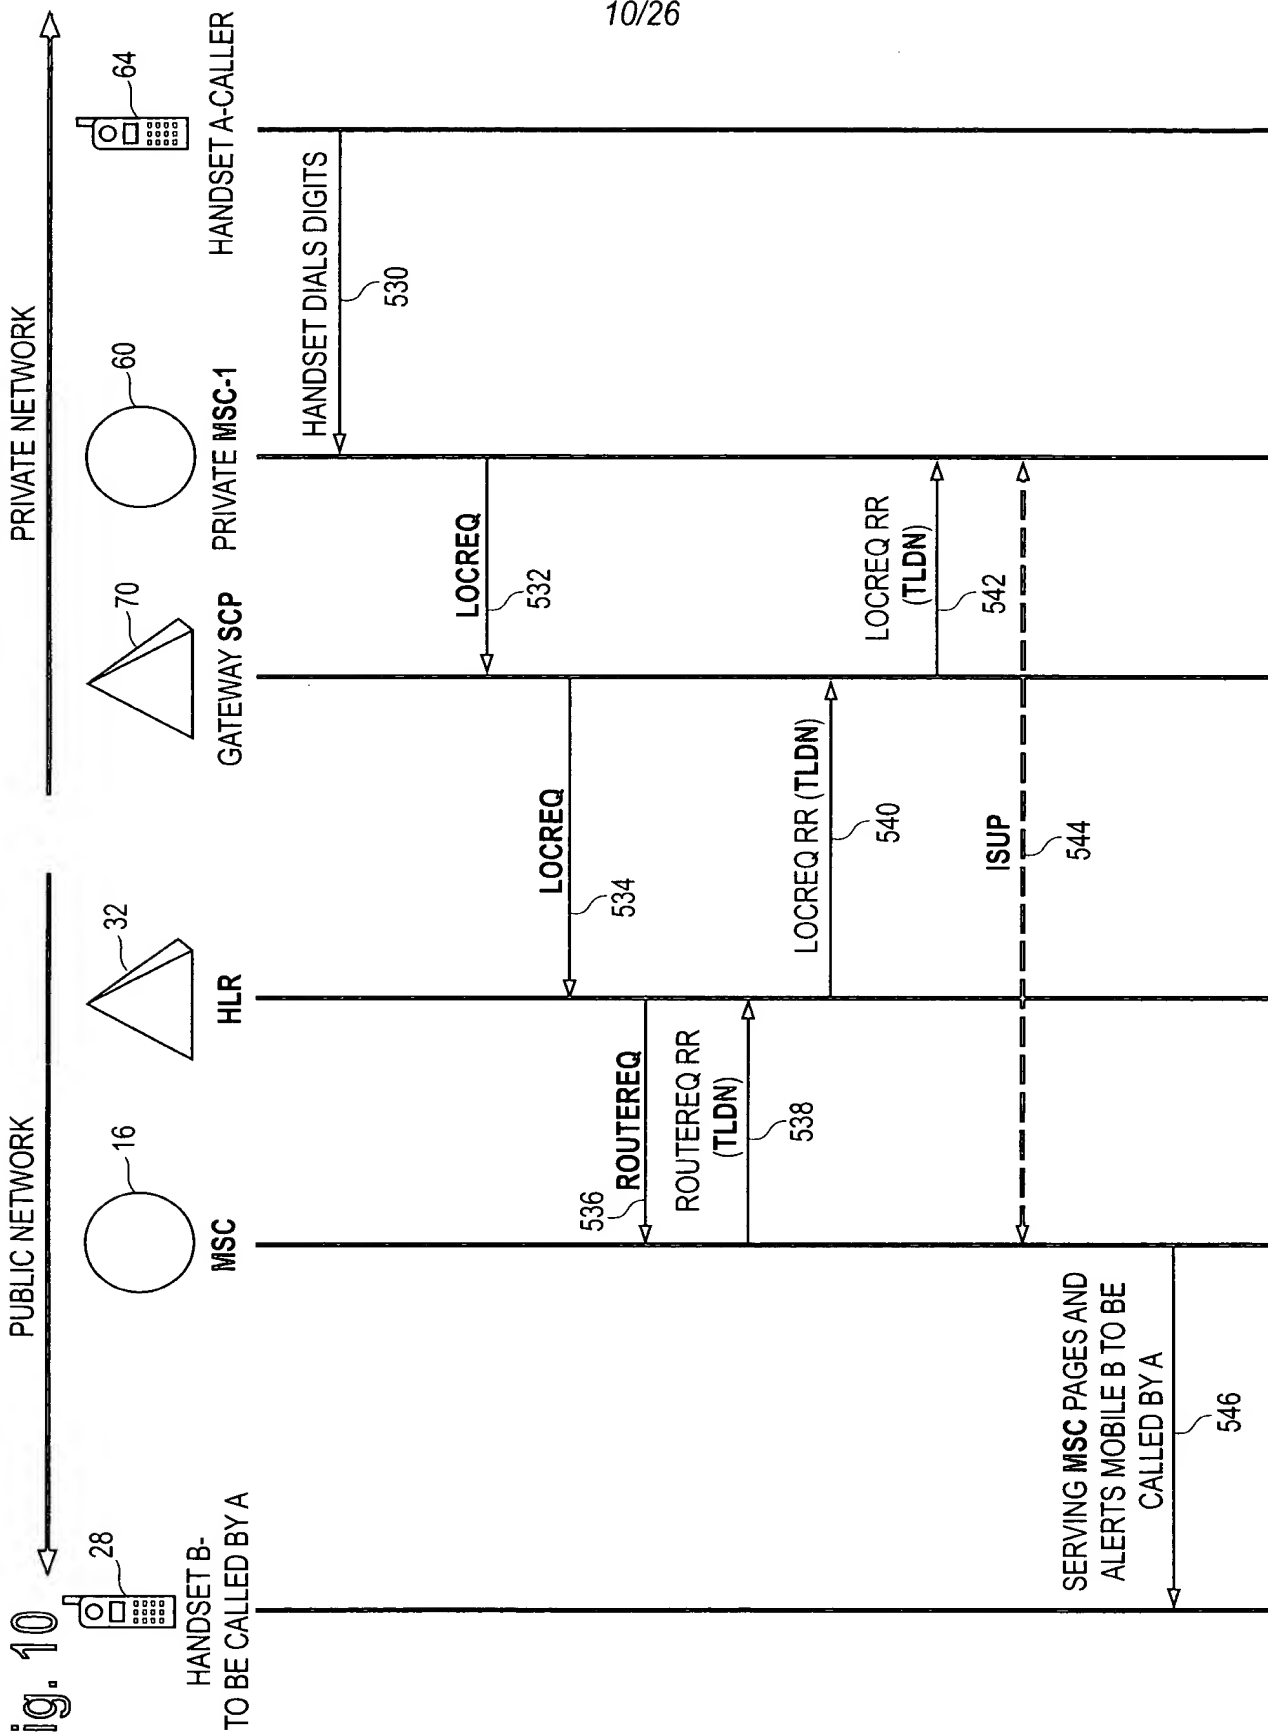 10/26
ig. 10
PUBLIC NETWORK
PRIVATE NETWORK
28
16
32
70
60
64
HANDSET B-
TO BE CALLED BY A
MSC
HLR
GATEWAY SCP
PRIVATE MSC-1
HANDSET A-CALLER
HANDSET DIALS DIGITS
530
LOCREQ
532
LOCREQ
534
ROUTEREQ
536
ROUTEREQ RR
(TLDN)
538
LOCREQ RR (TLDN)
540
LOCREQ RR
(TLDN)
542
ISUP
544
SERVING MSC PAGES AND
ALERTS MOBILE B TO BE
CALLED BY A
546